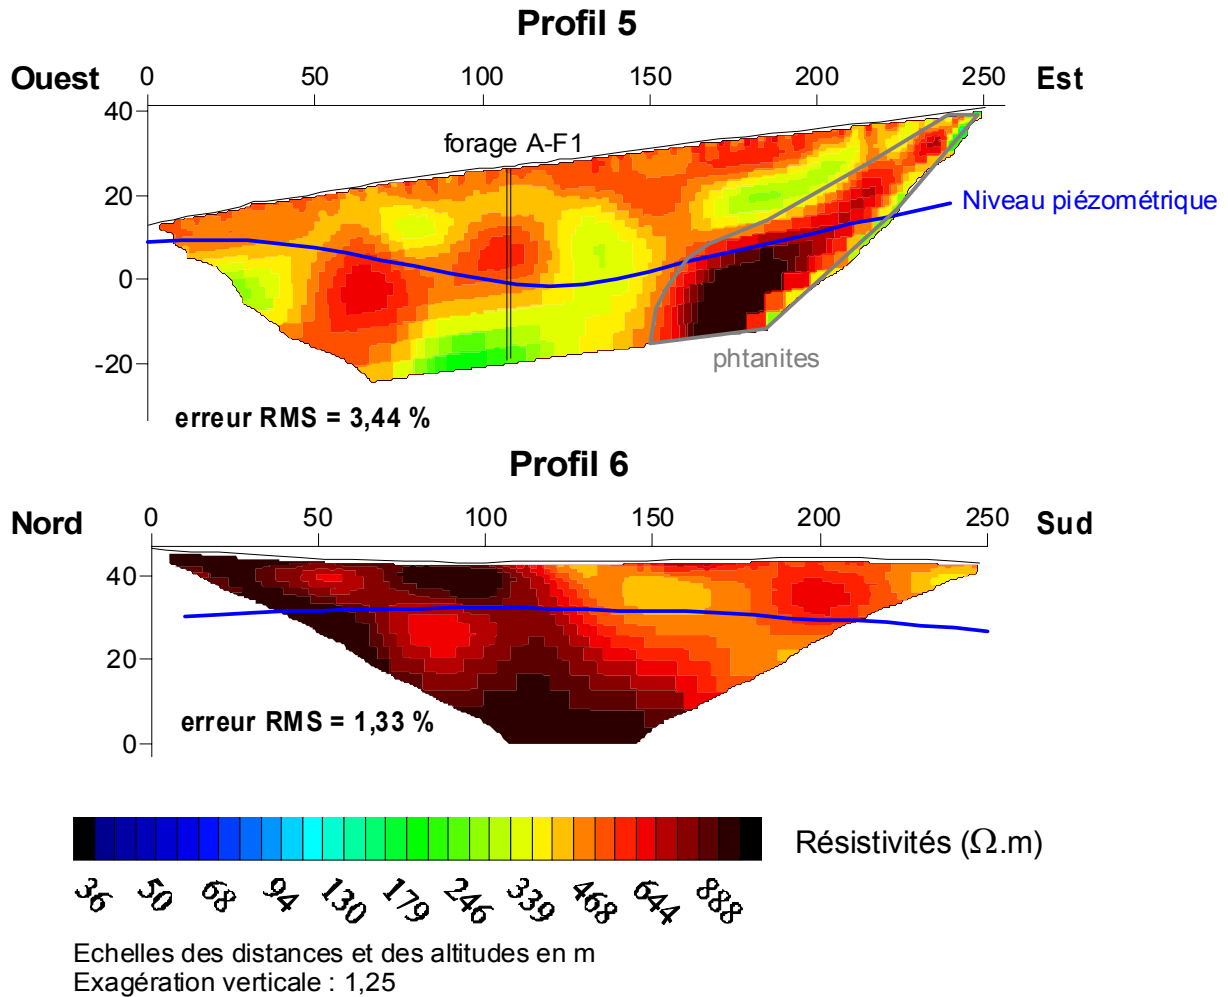 Profil 5
Ouest 0 50 100 150 200 250 Est
40
forage A-F1
20
Niveau piézométrique
0
-20
phtanites
erreur RMS = 3,44 %
Profil 6
Nord 0 50 100 150 200 250 Sud
40
20
erreur RMS = 1,33 %
0
Résistivités (Ω.m)
36 50 68 94 130 179 246 339 468 644 888
Echelles des distances et des altitudes en m
Exagération verticale : 1,25